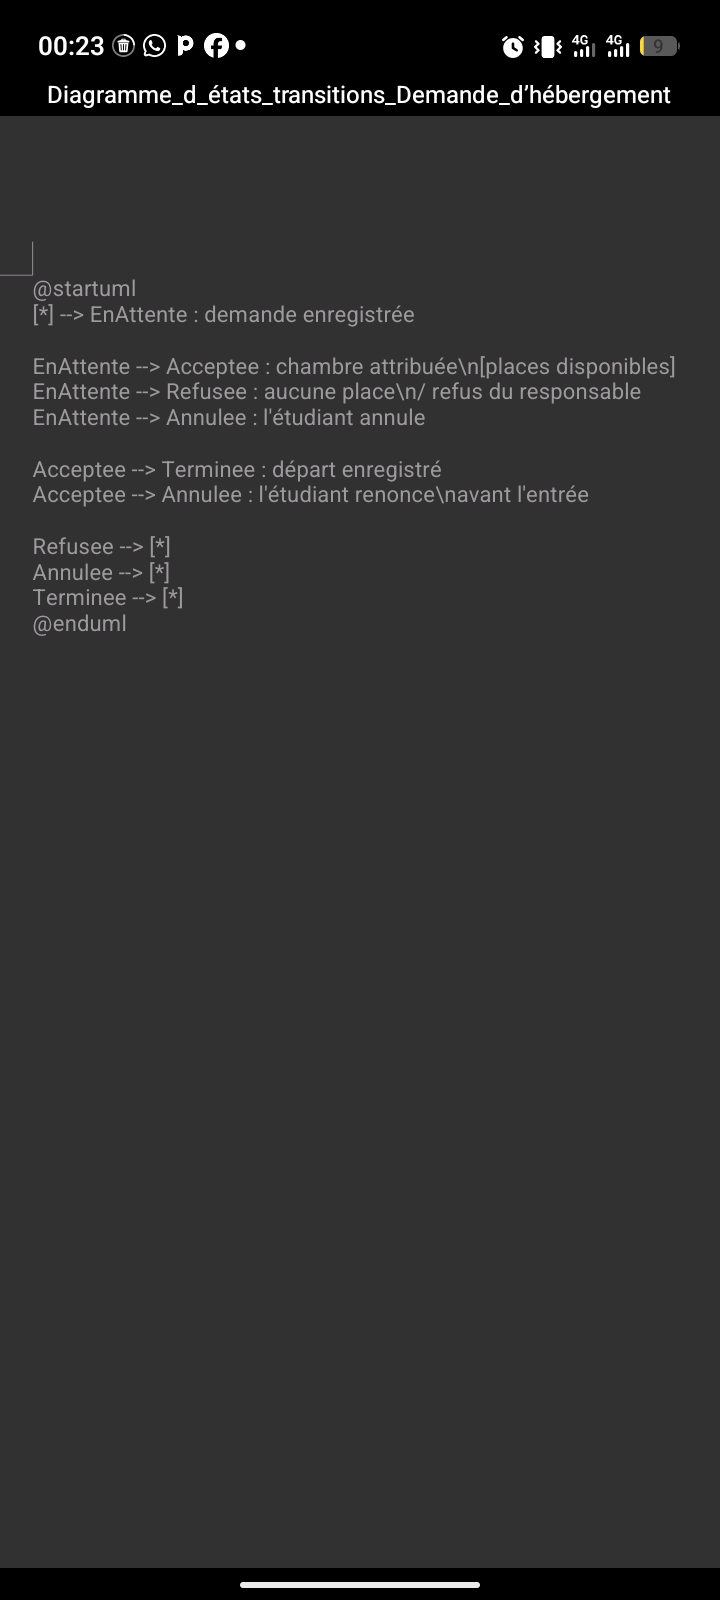 00:23
4G 4G 9
Diagramme_d_états_transitions_Demande_d’hébergement
@startuml
[*] --> EnAttente : demande enregistrée
EnAttente --> Acceptee : chambre attribuée\n[places disponibles]
EnAttente --> Refusee : aucune place\n/ refus du responsable
EnAttente --> Annulee : l'étudiant annule
Acceptee --> Terminee : départ enregistré
Acceptee --> Annulee : l'étudiant renonce\navant l'entrée
Refusee --> [*]
Annulee --> [*]
Terminee --> [*]
@enduml